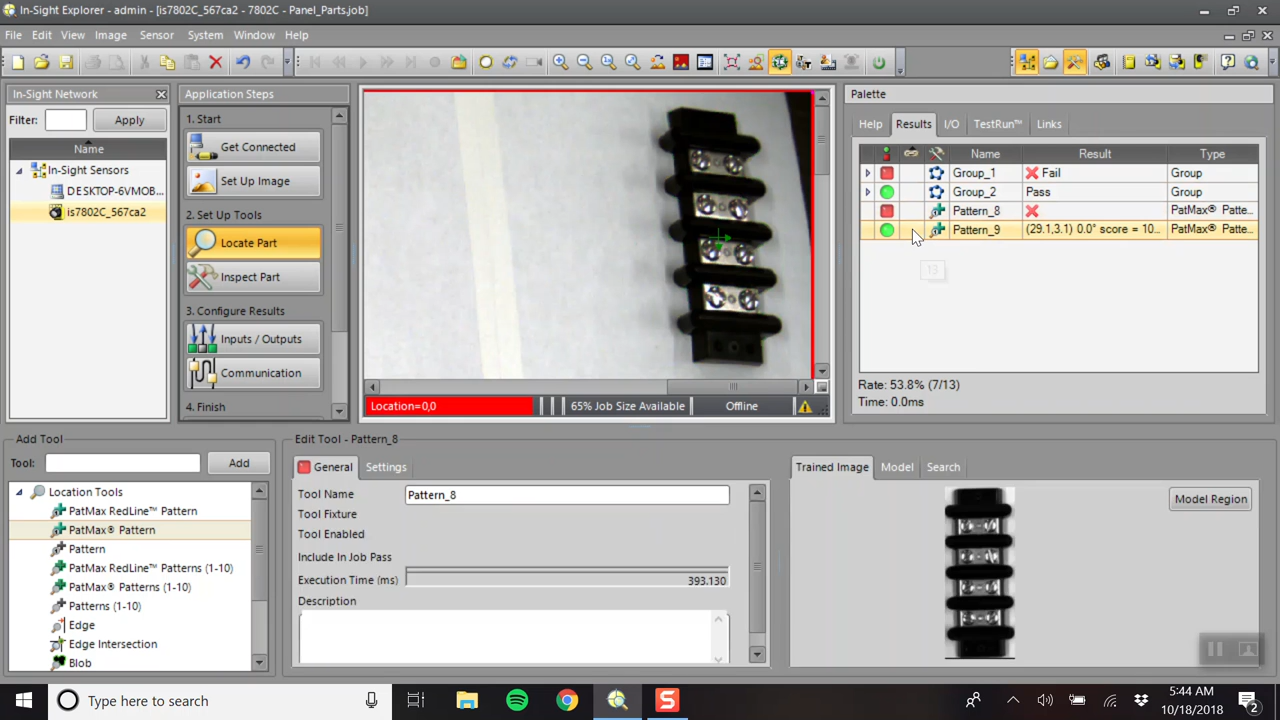 In-Sight Explorer - admin - [is7802C_567ca2 - 7802C - Panel_Parts.job]
File Edit View Image Sensor System Window Help
In-Sight Network
Filter: Apply
Name
In-Sight Sensors
DESKTOP-6VMOB...
is7802C_567ca2
Application Steps
1. Start
Get Connected
Set Up Image
2. Set Up Tools
Locate Part
Inspect Part
3. Configure Results
Inputs / Outputs
Communication
4. Finish
Location=0,0 65% Job Size Available Offline
Palette
Help Results I/O TestRun™ Links
Name Result Type
Group_1 Fail Group
Group_2 Pass Group
Pattern_8 PatMax® Patte...
Pattern_9 (29.1,3.1) 0.0° score = 10... PatMax® Patte...
13
Rate: 53.8% (7/13)
Time: 0.0ms
Add Tool
Tool: Add
Location Tools
PatMax RedLine™ Pattern
PatMax® Pattern
Pattern
PatMax RedLine™ Patterns (1-10)
PatMax® Patterns (1-10)
Patterns (1-10)
Edge
Edge Intersection
Blob
Edit Tool - Pattern_8
General Settings
Tool Name Pattern_8
Tool Fixture
Tool Enabled
Include In Job Pass
Execution Time (ms) 393.130
Description
Trained Image Model Search
Model Region
Type here to search
5:44 AM
10/18/2018
2